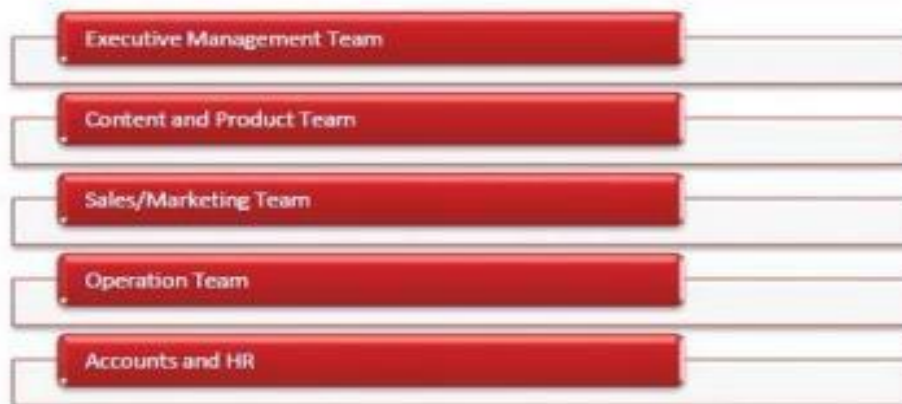 Executive Management Team
Content and Product Team
Sales/Marketing Team
Operation Team
Accounts and HR